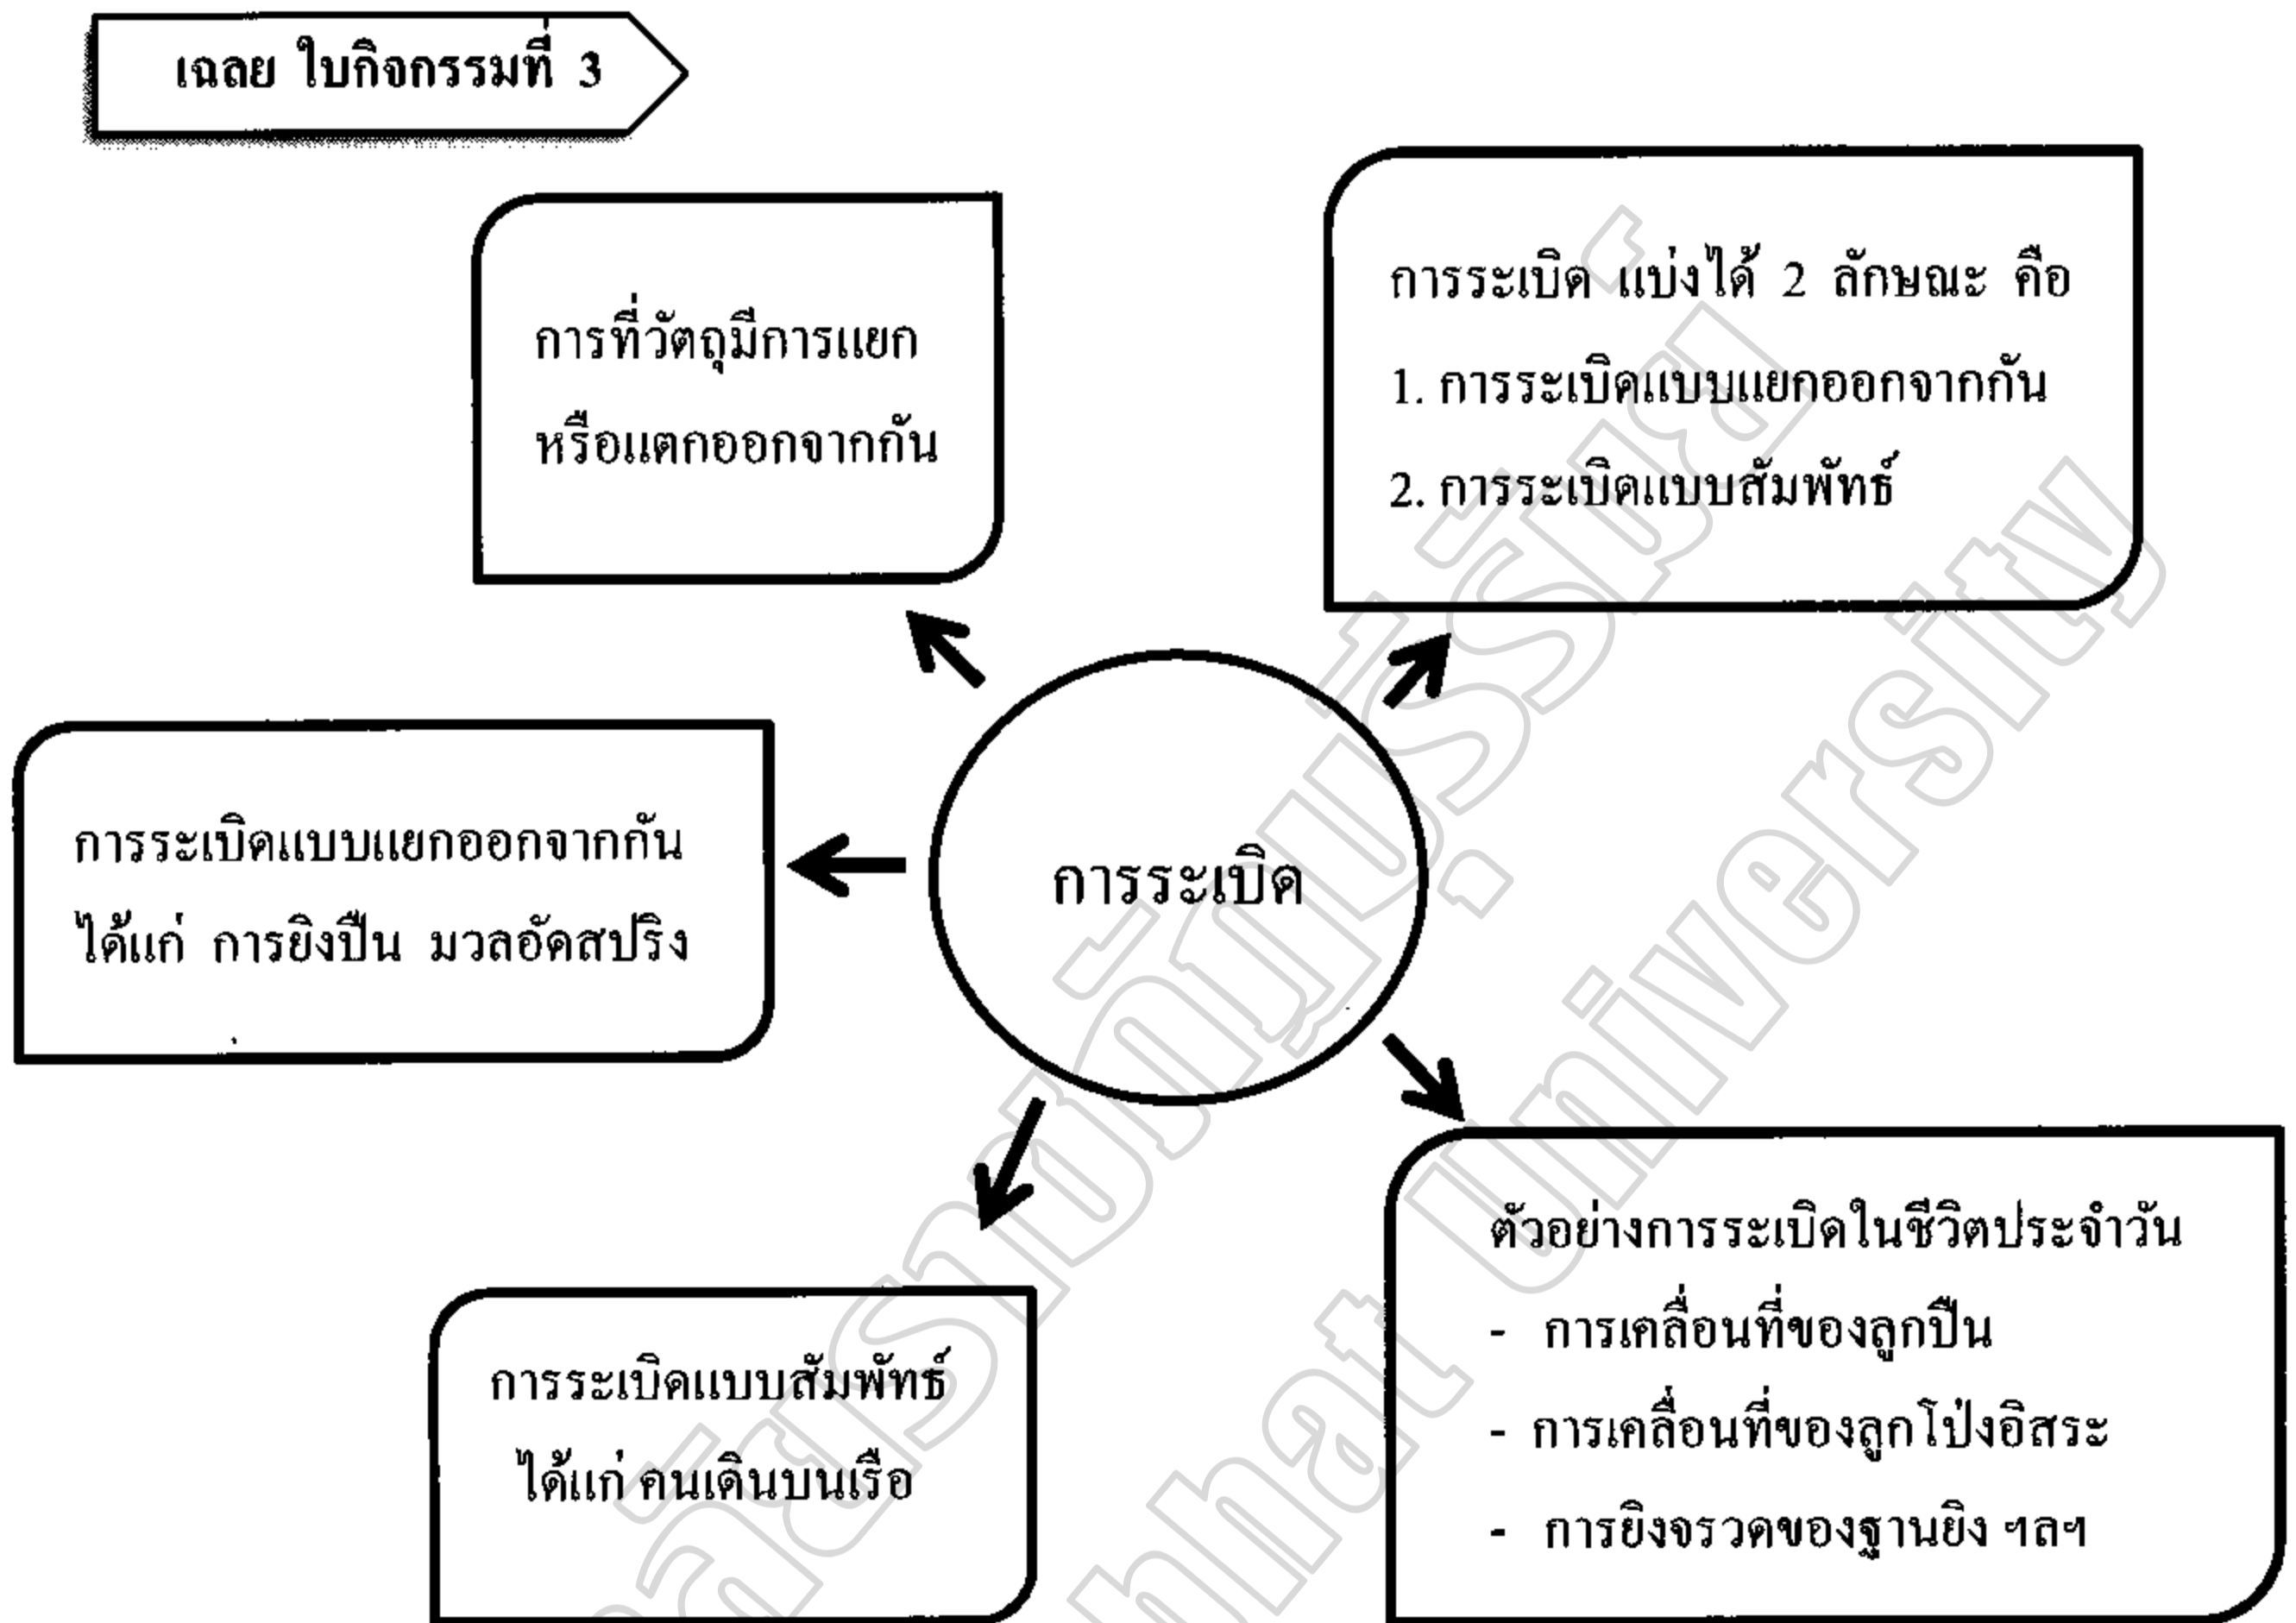 เฉลย ใบกิจกรรมที่ 3
การที่วัตถุมีการแยก
หรือแตกออกจากกัน
การระเบิด แบ่งได้ 2 ลักษณะ คือ
1. การระเบิดแบบแยกออกจากกัน
2. การระเบิดแบบสัมพัทธ์
การระเบิดแบบแยกออกจากกัน
ได้แก่ การยิงปืน มวลอัดสปริง
การระเบิด
การระเบิดแบบสัมพัทธ์
ได้แก่ คนเดินบนเรือ
ตัวอย่างการระเบิดในชีวิตประจำวัน
- การเคลื่อนที่ของลูกปืน
- การเคลื่อนที่ของลูกโป่งอิสระ
- การยิงจรวดของฐานยิง ฯลฯ
University